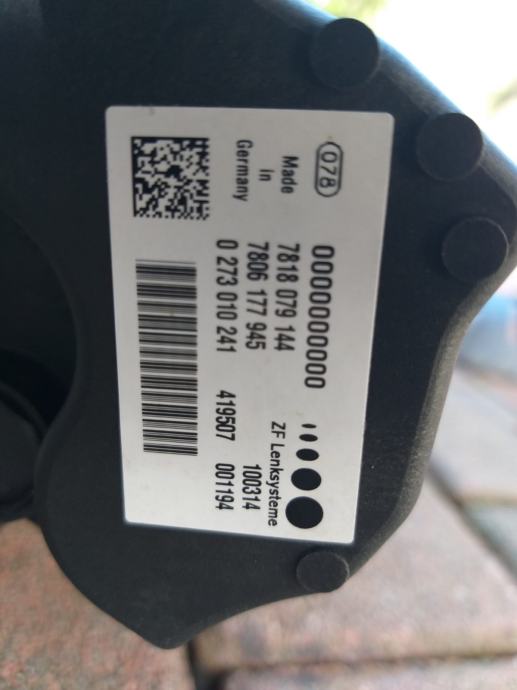 078
Made
in
Germany
0000000000
7818 079 144
7806 177 945
0 273 010 241 419507 001194
ZF Lenksysteme
100314